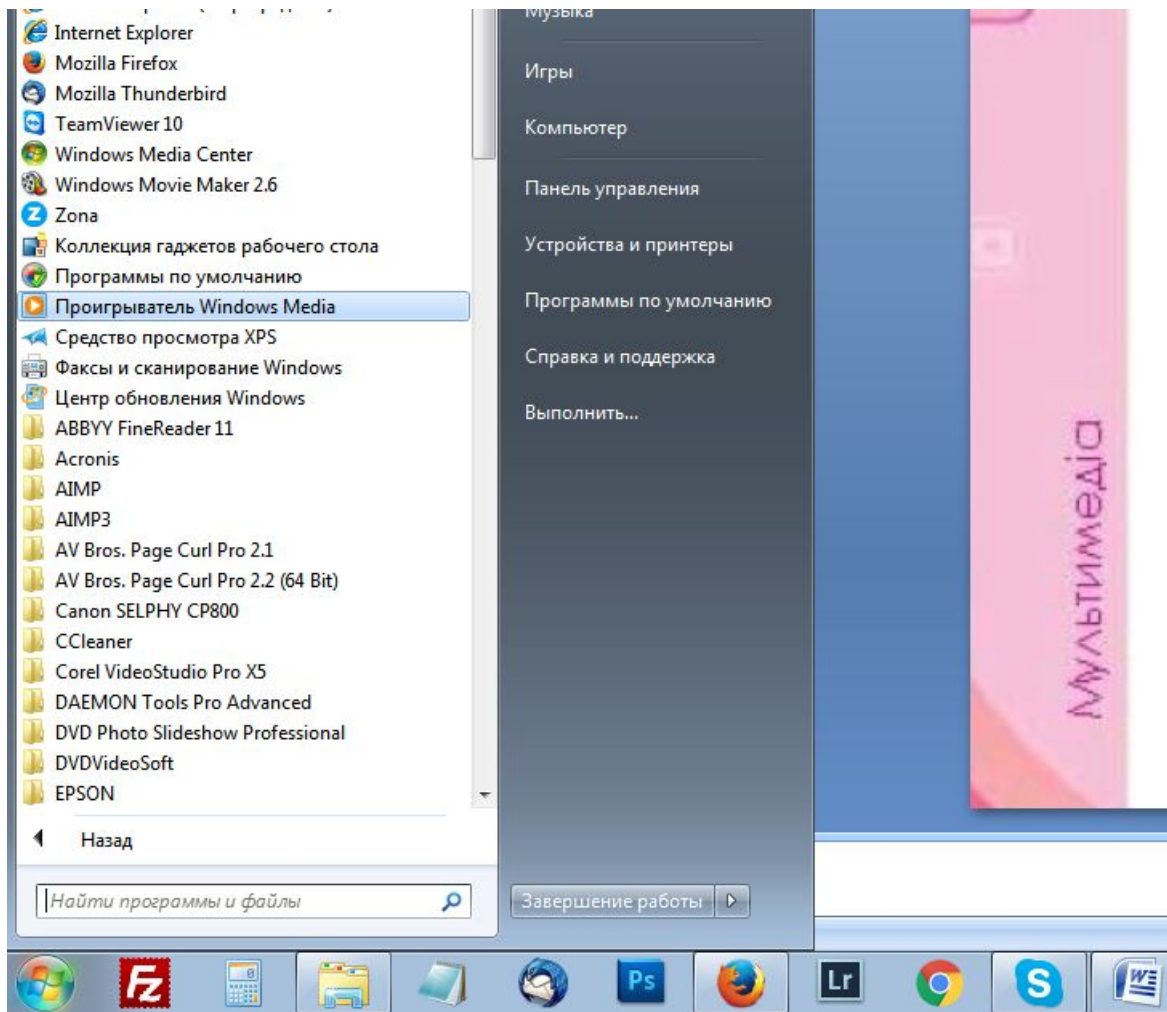 Internet Explorer
Mozilla Firefox
Mozilla Thunderbird
TeamViewer 10
Windows Media Center
Windows Movie Maker 2.6
Zona
Коллекция гаджетов рабочего стола
Программы по умолчанию
Проигрыватель Windows Media
Средство просмотра XPS
Факсы и сканирование Windows
Центр обновления Windows
ABBYY FineReader 11
Acronis
AIMP
AIMP3
AV Bros. Page Curl Pro 2.1
AV Bros. Page Curl Pro 2.2 (64 Bit)
Canon SELPHY CP800
CCleaner
Corel VideoStudio Pro X5
DAEMON Tools Pro Advanced
DVD Photo Slideshow Professional
DVDVideoSoft
EPSON
Назад
Найти программы и файлы
Музыка
Игры
Компьютер
Панель управления
Устройства и принтеры
Программы по умолчанию
Справка и поддержка
Выполнить...
Завершение работы
Мультимедіа
Fz
Ps
Lr
S
W